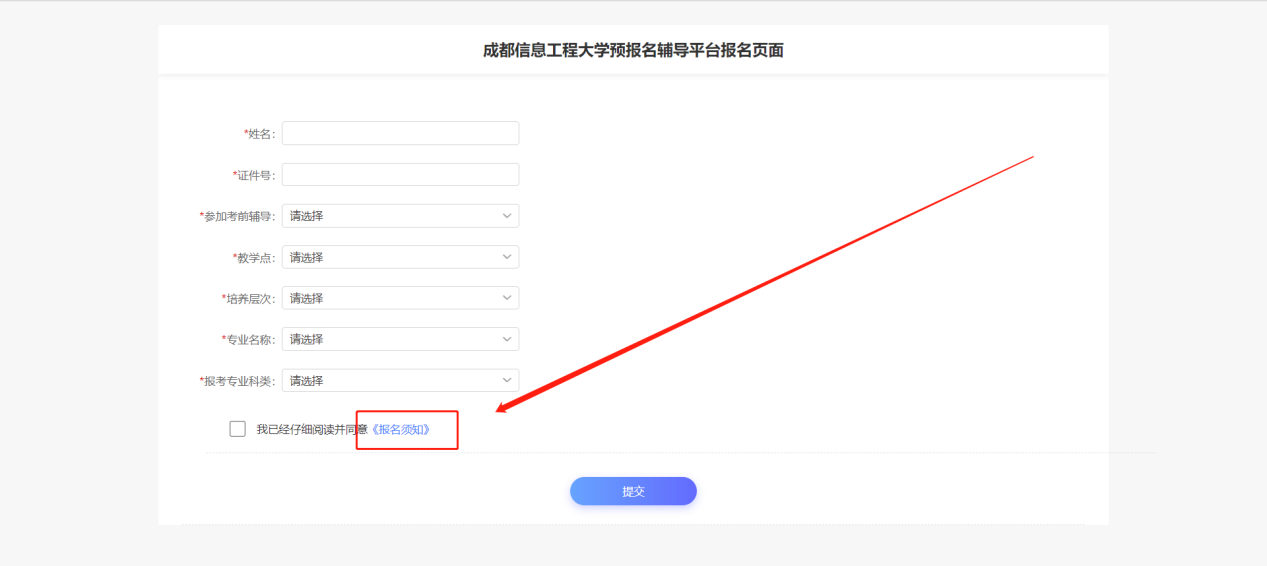 成都信息工程大学预报名辅导平台报名页面
*姓名：
*证件号：
*参加考前辅导： 请选择
*教学点： 请选择
*培养层次： 请选择
*专业名称： 请选择
*报考专业科类： 请选择
我已经仔细阅读并同意《报名须知》
提交